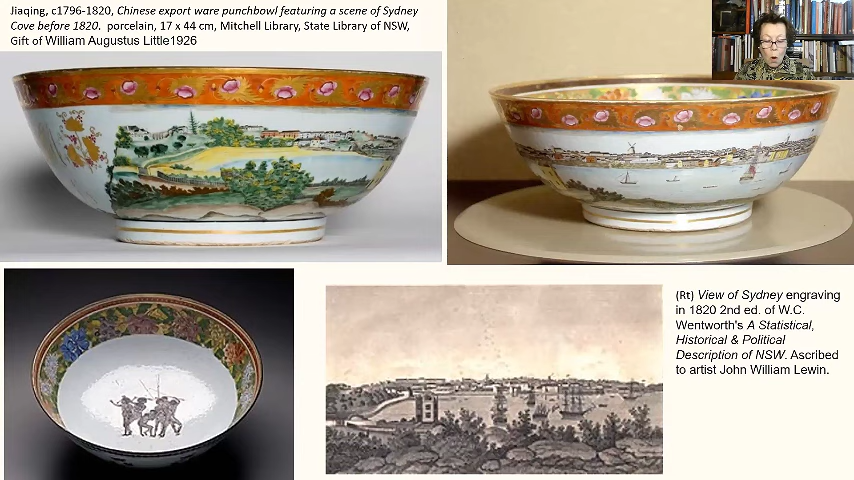 Jiaqing, c1796-1820, Chinese export ware punchbowl featuring a scene of Sydney
Cove before 1820. porcelain, 17 x 44 cm, Mitchell Library, State Library of NSW,
Gift of William Augustus Little1926
(Rt) View of Sydney engraving
in 1820 2nd ed. of W.C.
Wentworth's A Statistical,
Historical & Political
Description of NSW. Ascribed
to artist John William Lewin.